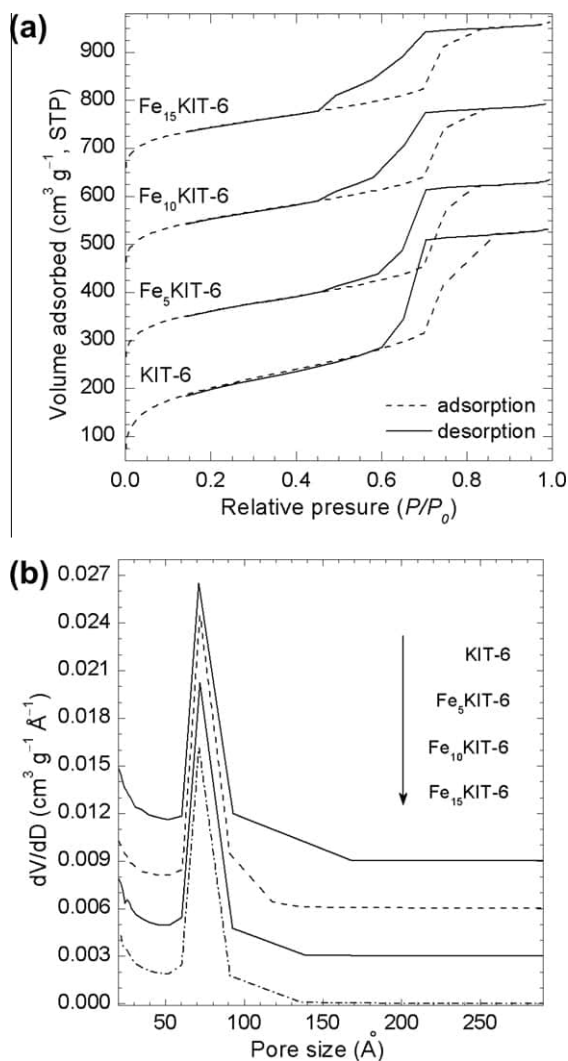 (a)
Volume adsorbed (cm³ g⁻¹, STP)
900
800
700
600
500
400
300
200
100
Fe₁₅KIT-6
Fe₁₀KIT-6
Fe₅KIT-6
KIT-6
adsorption
desorption
0.0 0.2 0.4 0.6 0.8 1.0
Relative presure (P/P₀)
(b)
dV/dD (cm³ g⁻¹ Å⁻¹)
0.027
0.024
0.021
0.018
0.015
0.012
0.009
0.006
0.003
0.000
KIT-6
Fe₅KIT-6
Fe₁₀KIT-6
Fe₁₅KIT-6
50 100 150 200 250
Pore size (Å)